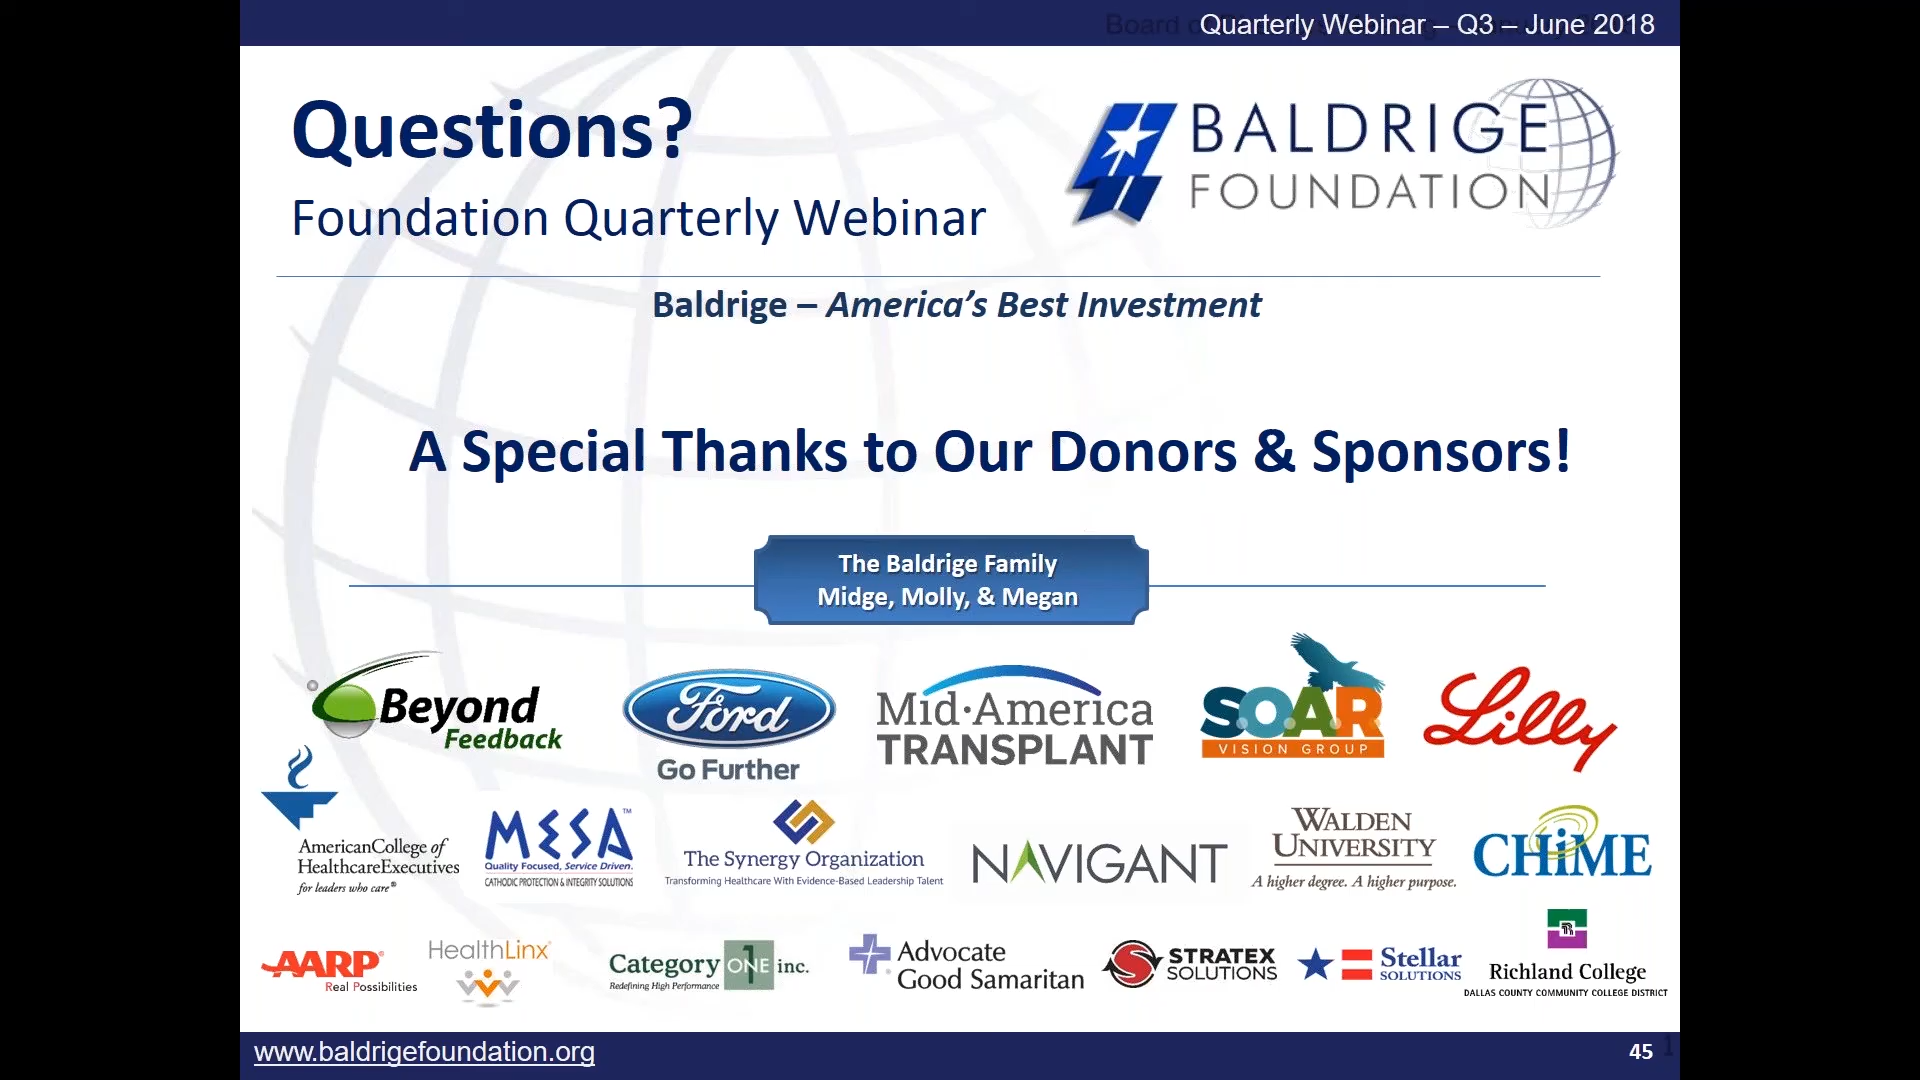 Quarterly Webinar – Q3 – June 2018
Questions?
Foundation Quarterly Webinar
BALDRIGE
FOUNDATION
Baldrige – America's Best Investment
A Special Thanks to Our Donors & Sponsors!
The Baldrige Family
Midge, Molly, & Megan
Beyond
Feedback
Ford
Go Further
Mid·America
TRANSPLANT
SOAR
VISION GROUP
Lilly
AmericanCollege of
HealthcareExecutives
for leaders who care®
MESA™
Quality Focused, Service Driven.
CATHODIC PROTECTION & INTEGRITY SOLUTIONS
The Synergy Organization
Transforming Healthcare With Evidence-Based Leadership Talent
NAVIGANT
WALDEN
UNIVERSITY
A higher degree. A higher purpose.
CHiME
AARP®
Real Possibilities
HealthLinx®
Category ONE inc.
1
Redefining High Performance
Advocate
Good Samaritan
STRATEX
SOLUTIONS
Stellar
SOLUTIONS
R
Richland College
DALLAS COUNTY COMMUNITY COLLEGE DISTRICT
www.baldrigefoundation.org
45
1